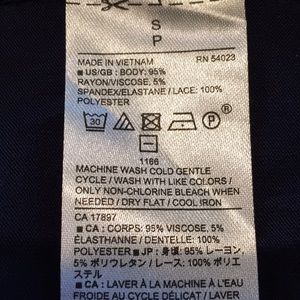 S
P
MADE IN VIETNAM RN 54023
■ US/GB : BODY: 95%
RAYON/VISCOSE, 5%
SPANDEX/ELASTANE / LACE: 100%
POLYESTER
30 P ®
1166
MACHINE WASH COLD GENTLE
CYCLE / WASH WITH LIKE COLORS /
ONLY NON-CHLORINE BLEACH WHEN
NEEDED / DRY FLAT / COOL IRON
CA 17897
■ CA : CORPS: 95% VISCOSE, 5%
ÉLASTHANNE / DENTELLE: 100%
POLYESTER ■ JP : 身頃: 95% レーヨン,
5% ポリウレタン / レース: 100% ポリエ
ステル
■ CA : LAVER À LA MACHINE À L'EAU
FROIDE AU CYCLE DÉLICAT / LAVER